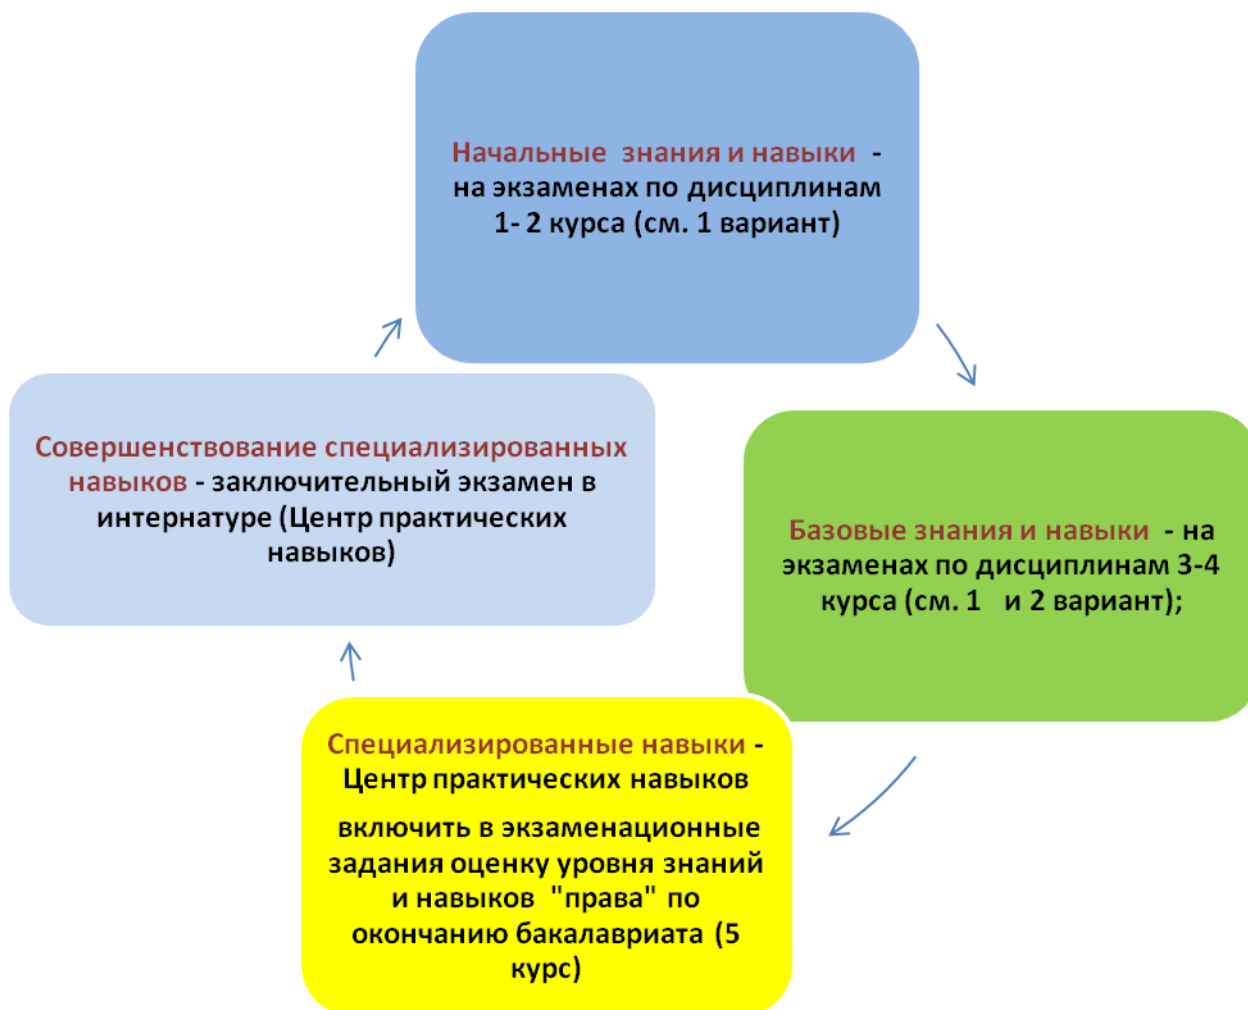 Начальные знания и навыки -
на экзаменах по дисциплинам
1- 2 курса (см. 1 вариант)
Базовые знания и навыки - на
экзаменах по дисциплинам 3-4
курса (см. 1 и 2 вариант);
Специализированные навыки -
Центр практических навыков
включить в экзаменационные
задания оценку уровня знаний
и навыков "права" по
окончанию бакалавриата (5
курс)
Совершенствование специализированных
навыков - заключительный экзамен в
интернатуре (Центр практических
навыков)